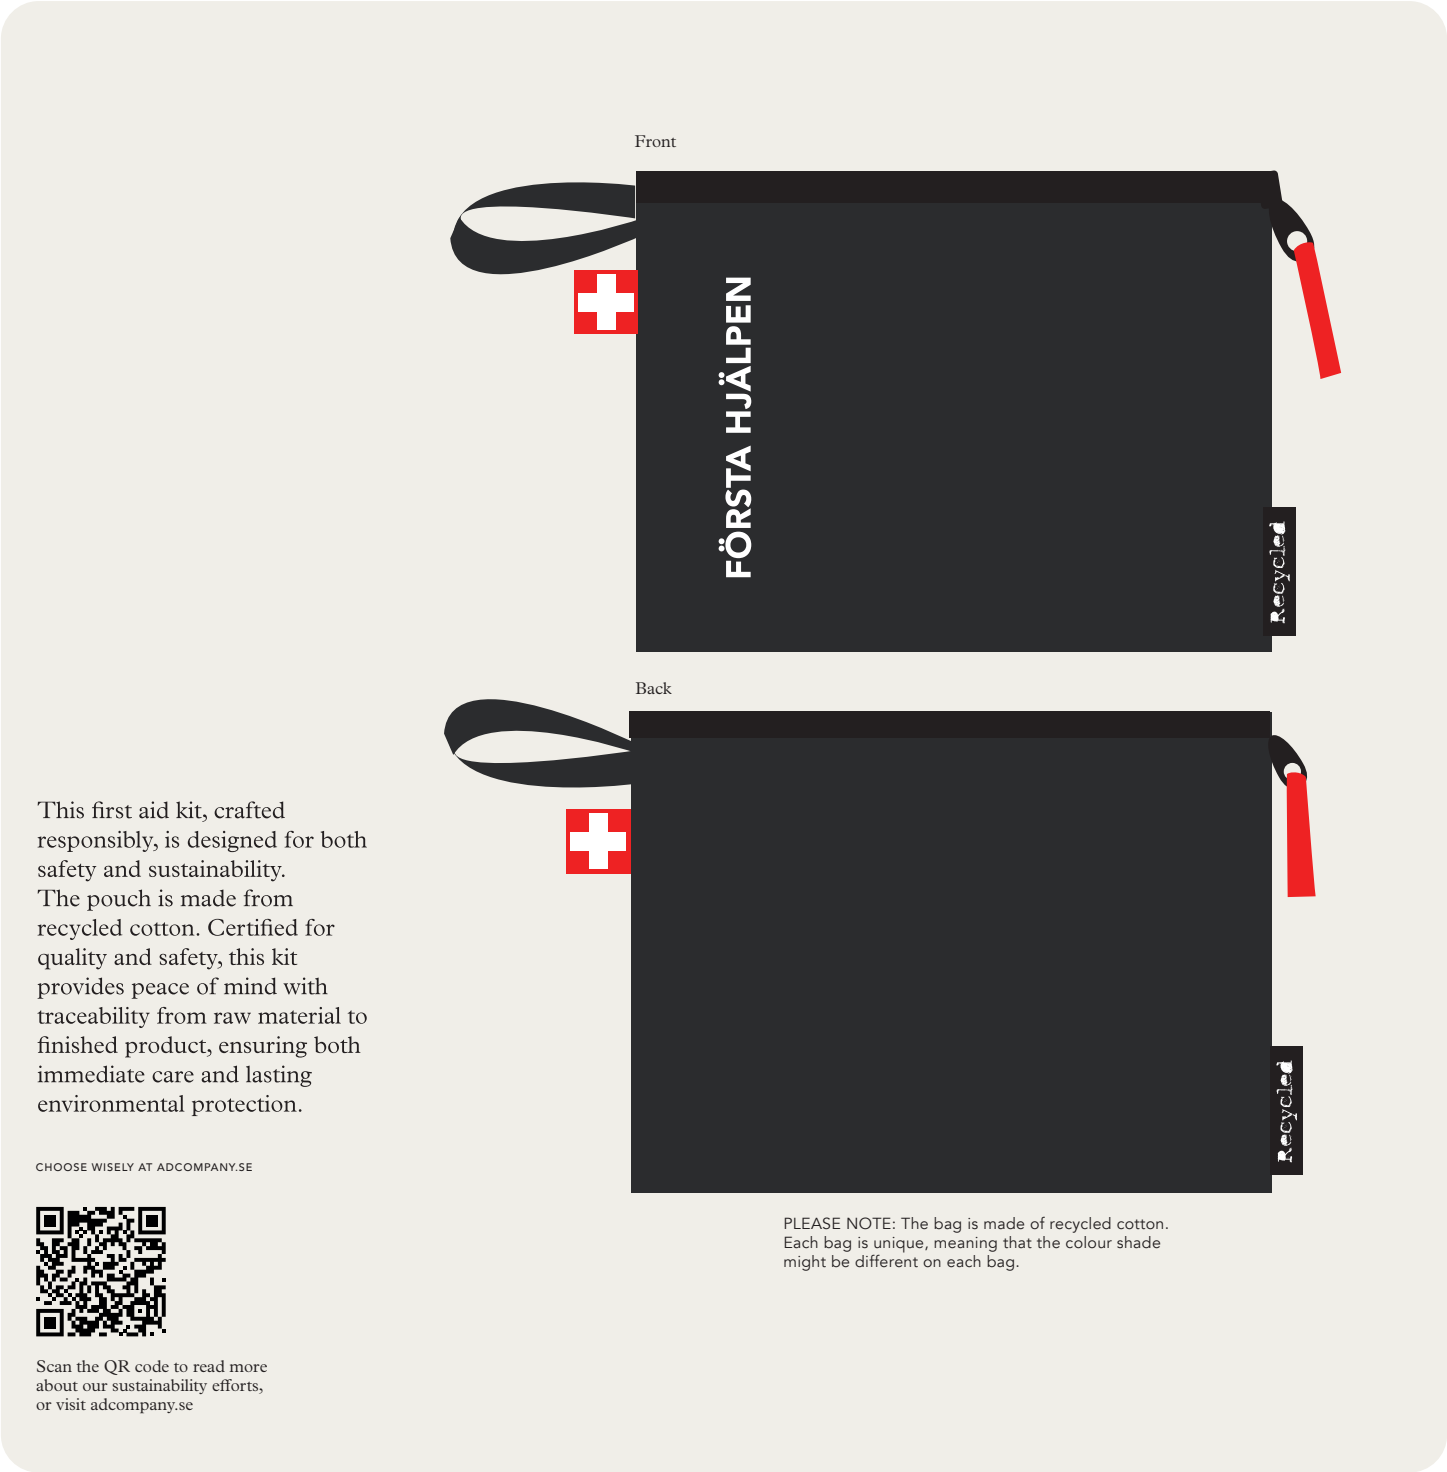 Front
FÖRSTA HJÄLPEN
Recycled
Back
Recycled
This first aid kit, crafted
responsibly, is designed for both
safety and sustainability.
The pouch is made from
recycled cotton. Certified for
quality and safety, this kit
provides peace of mind with
traceability from raw material to
finished product, ensuring both
immediate care and lasting
environmental protection.
CHOOSE WISELY AT ADCOMPANY.SE
Scan the QR code to read more
about our sustainability efforts,
or visit adcompany.se
PLEASE NOTE: The bag is made of recycled cotton.
Each bag is unique, meaning that the colour shade
might be different on each bag.